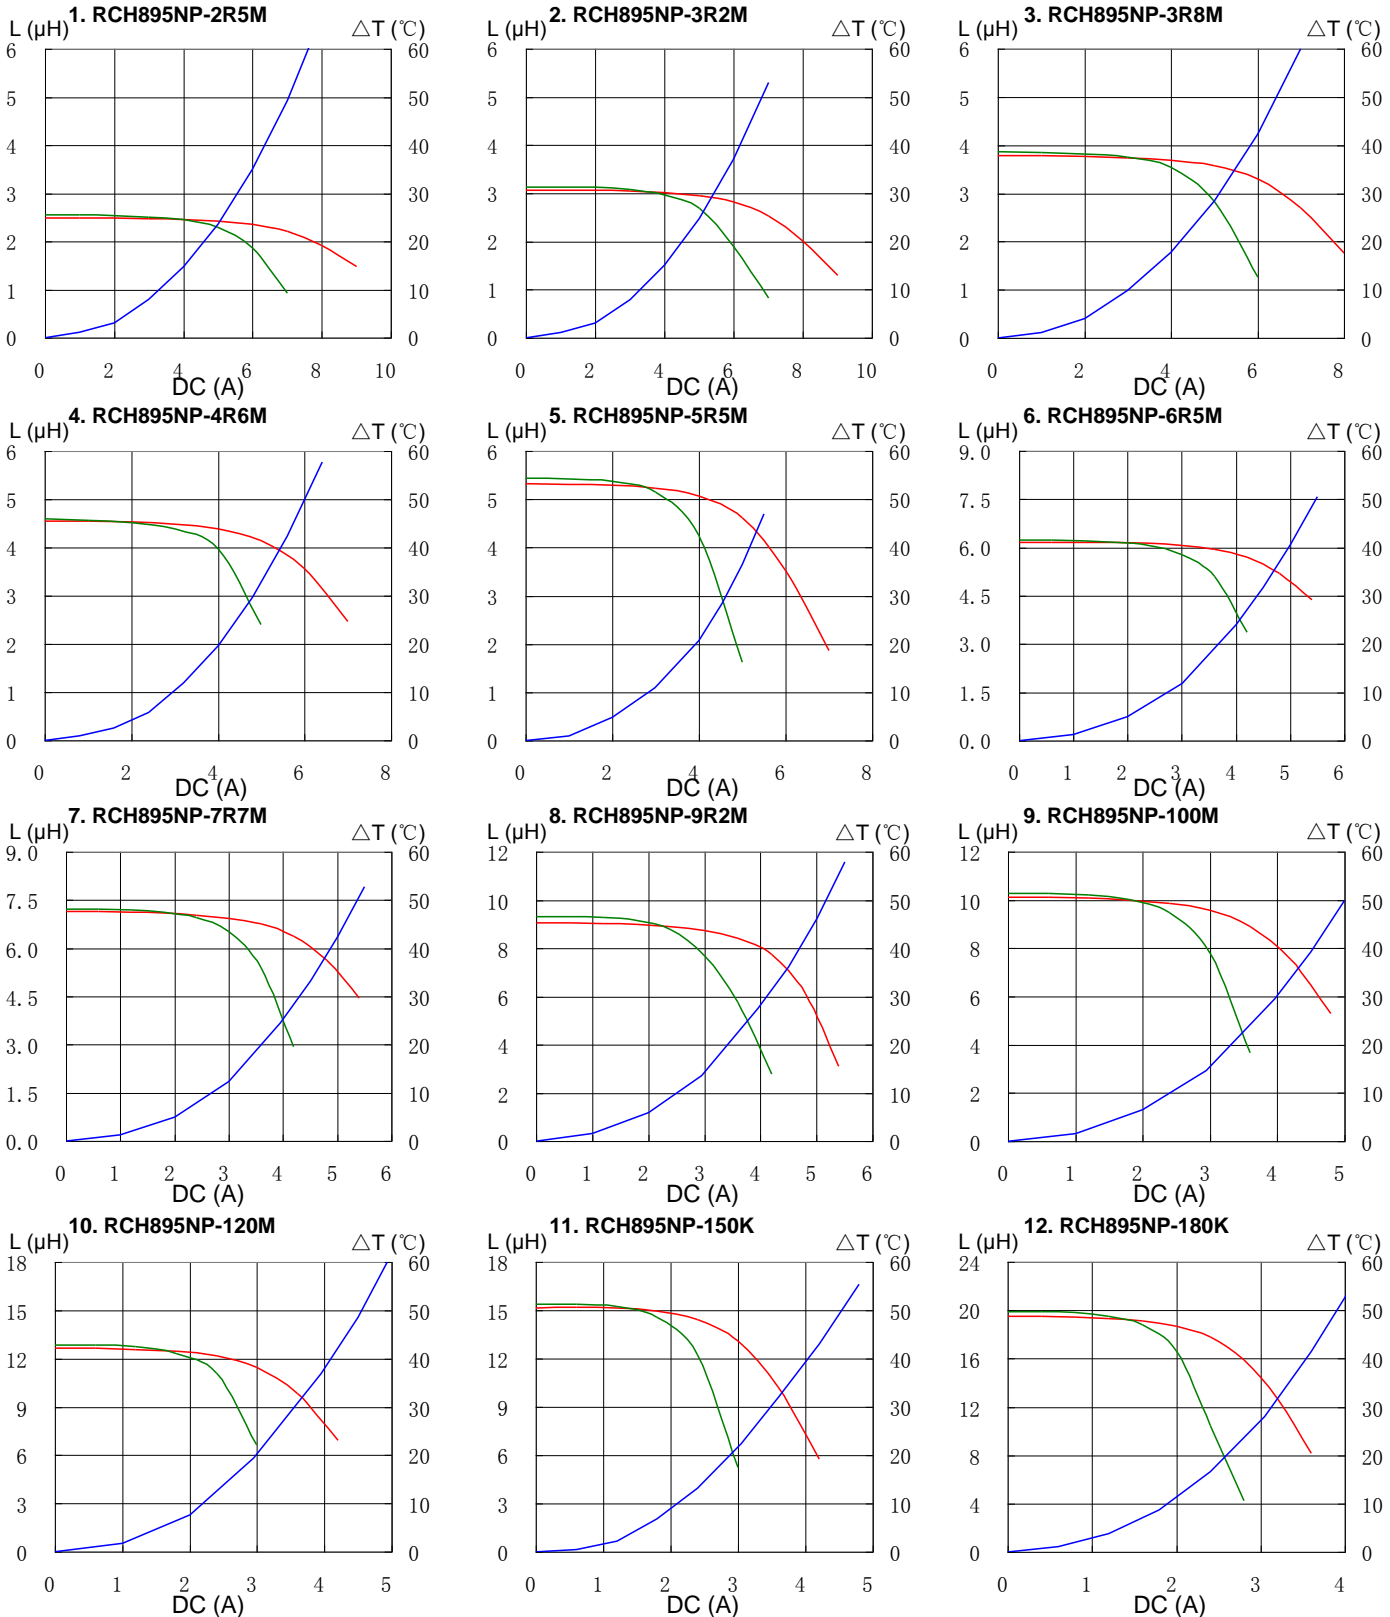 1. RCH895NP-2R5M
L (μH) △T (℃)
6 60
5 50
4 40
3 30
2 20
1 10
0 0
0 2 4 6 8 10
DC (A)
2. RCH895NP-3R2M
L (μH) △T (℃)
6 60
5 50
4 40
3 30
2 20
1 10
0 0
0 2 4 6 8 10
DC (A)
3. RCH895NP-3R8M
L (μH) △T (℃)
6 60
5 50
4 40
3 30
2 20
1 10
0 0
0 2 4 6 8
DC (A)
4. RCH895NP-4R6M
L (μH) △T (℃)
6 60
5 50
4 40
3 30
2 20
1 10
0 0
0 2 4 6 8
DC (A)
5. RCH895NP-5R5M
L (μH) △T (℃)
6 60
5 50
4 40
3 30
2 20
1 10
0 0
0 2 4 6 8
DC (A)
6. RCH895NP-6R5M
L (μH) △T (℃)
9.0 60
7.5 50
6.0 40
4.5 30
3.0 20
1.5 10
0.0 0
0 1 2 3 4 5 6
DC (A)
7. RCH895NP-7R7M
L (μH) △T (℃)
9.0 60
7.5 50
6.0 40
4.5 30
3.0 20
1.5 10
0.0 0
0 1 2 3 4 5 6
DC (A)
8. RCH895NP-9R2M
L (μH) △T (℃)
12 60
10 50
8 40
6 30
4 20
2 10
0 0
0 1 2 3 4 5 6
DC (A)
9. RCH895NP-100M
L (μH) △T (℃)
12 60
10 50
8 40
6 30
4 20
2 10
0 0
0 1 2 3 4 5
DC (A)
10. RCH895NP-120M
L (μH) △T (℃)
18 60
15 50
12 40
9 30
6 20
3 10
0 0
0 1 2 3 4 5
DC (A)
11. RCH895NP-150K
L (μH) △T (℃)
18 60
15 50
12 40
9 30
6 20
3 10
0 0
0 1 2 3 4 5
DC (A)
12. RCH895NP-180K
L (μH) △T (℃)
24 60
20 50
16 40
12 30
8 20
4 10
0 0
0 1 2 3 4
DC (A)